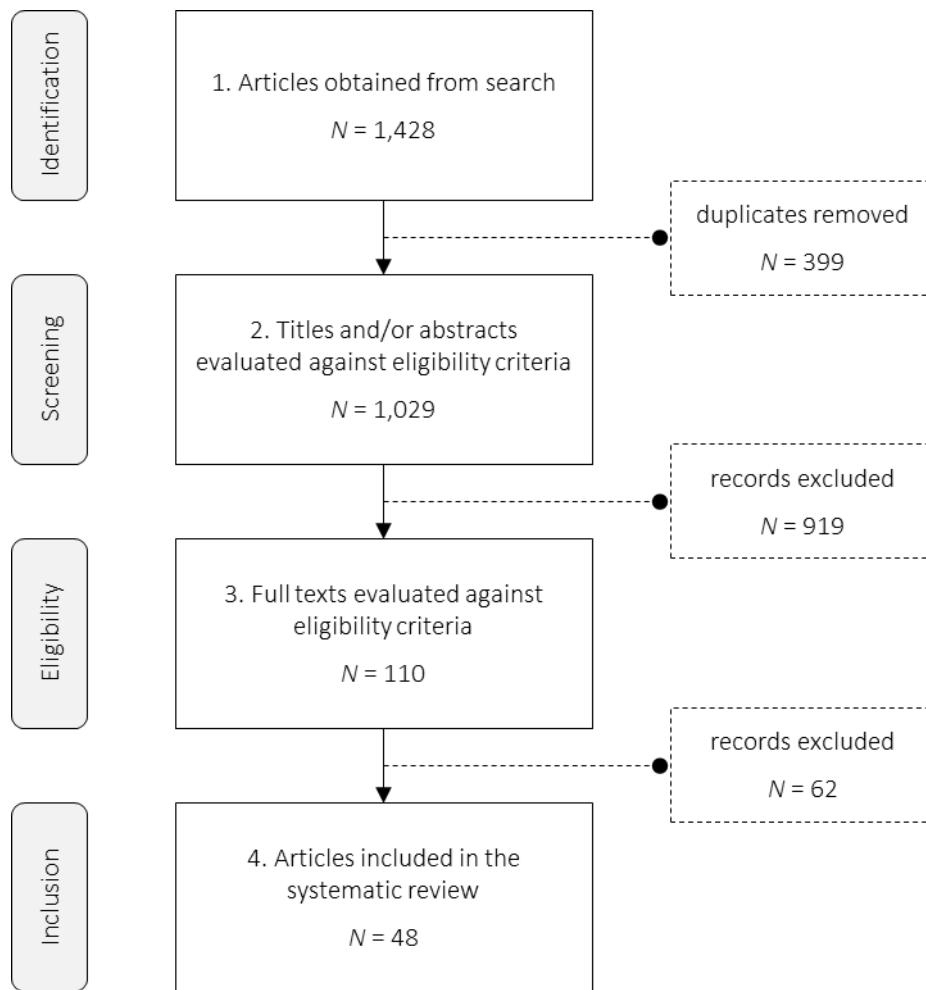 Identification
1. Articles obtained from search
N = 1,428
duplicates removed
N = 399
Screening
2. Titles and/or abstracts
evaluated against eligibility criteria
N = 1,029
records excluded
N = 919
Eligibility
3. Full texts evaluated against
eligibility criteria
N = 110
records excluded
N = 62
Inclusion
4. Articles included in the
systematic review
N = 48